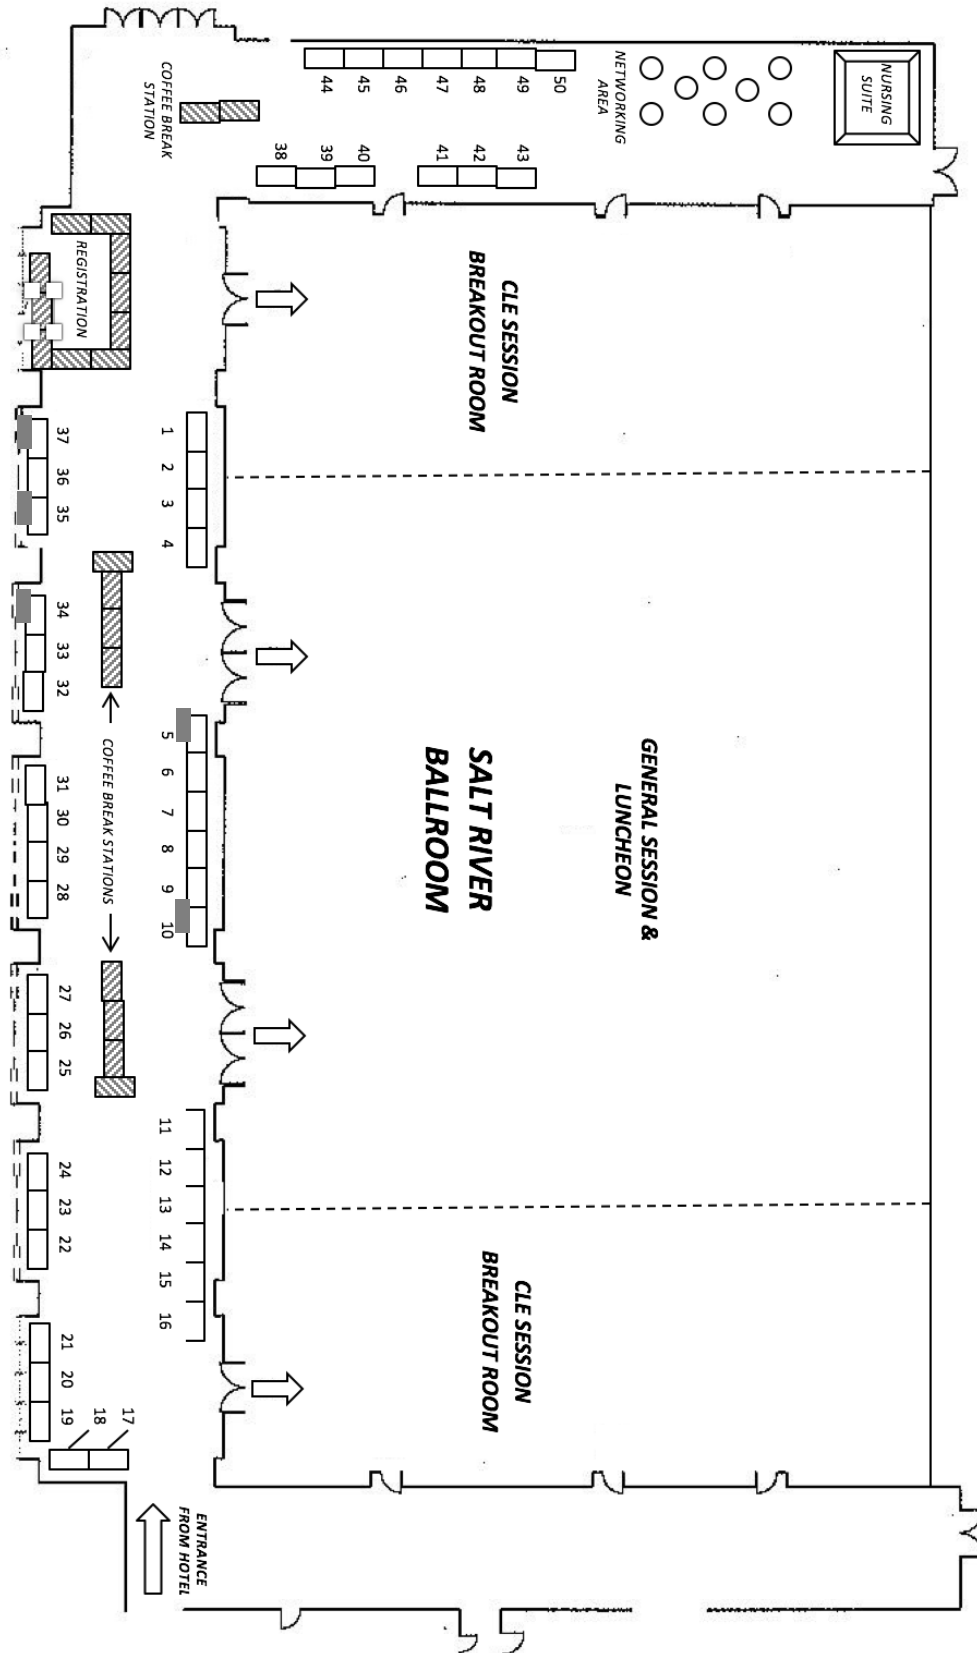 COFFEE BREAK
STATION
44
45
46
47
48
49
50
NETWORKING
AREA
NURSING
SUITE
38
39
40
41
42
43
REGISTRATION
CLE SESSION
BREAKOUT ROOM
37
36
35
1
2
3
4
34
33
32
COFFEE BREAK STATIONS
5
6
7
8
9
10
SALT RIVER
BALLROOM
GENERAL SESSION &
LUNCHEON
31
30
29
28
27
26
25
11
12
13
14
15
16
24
23
22
CLE SESSION
BREAKOUT ROOM
21
20
19
18
17
ENTRANCE
FROM HOTEL